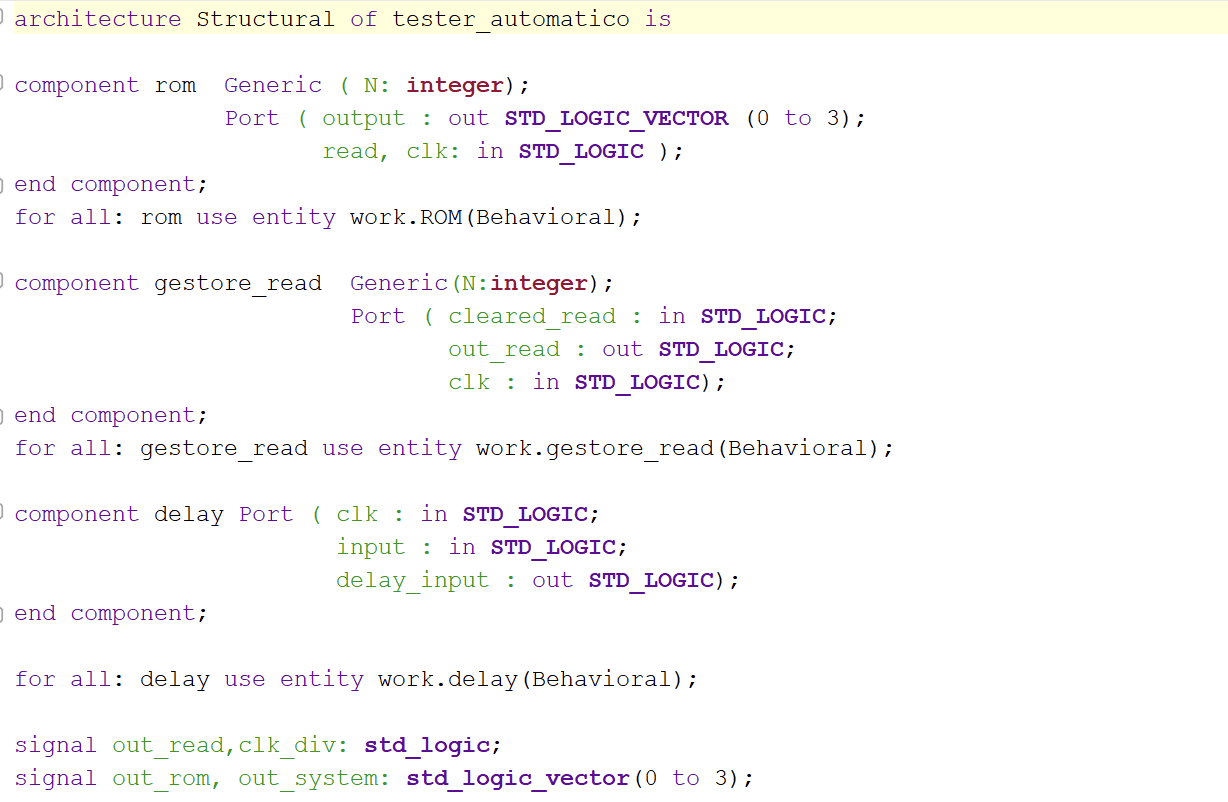 architecture Structural of tester_automatico is
component rom  Generic ( N: integer);
Port ( output : out STD_LOGIC_VECTOR (0 to 3);
read, clk: in STD_LOGIC );
end component;
for all: rom use entity work.ROM(Behavioral);
component gestore_read  Generic(N:integer);
Port ( cleared_read : in STD_LOGIC;
out_read : out STD_LOGIC;
clk : in STD_LOGIC);
end component;
for all: gestore_read use entity work.gestore_read(Behavioral);
component delay Port ( clk : in STD_LOGIC;
input : in STD_LOGIC;
delay_input : out STD_LOGIC);
end component;
for all: delay use entity work.delay(Behavioral);
signal out_read,clk_div: std_logic;
signal out_rom, out_system: std_logic_vector(0 to 3);